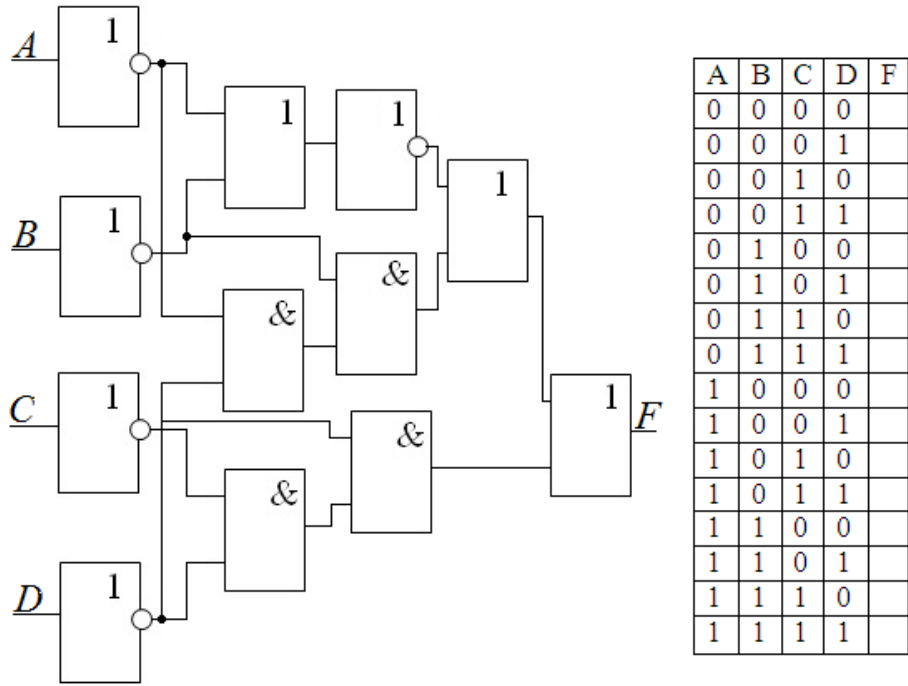 A
1
1
1
1
B
1
&
&
C
1
&
1
F
&
D
1
A B C D F
0 0 0 0
0 0 0 1
0 0 1 0
0 0 1 1
0 1 0 0
0 1 0 1
0 1 1 0
0 1 1 1
1 0 0 0
1 0 0 1
1 0 1 0
1 0 1 1
1 1 0 0
1 1 0 1
1 1 1 0
1 1 1 1